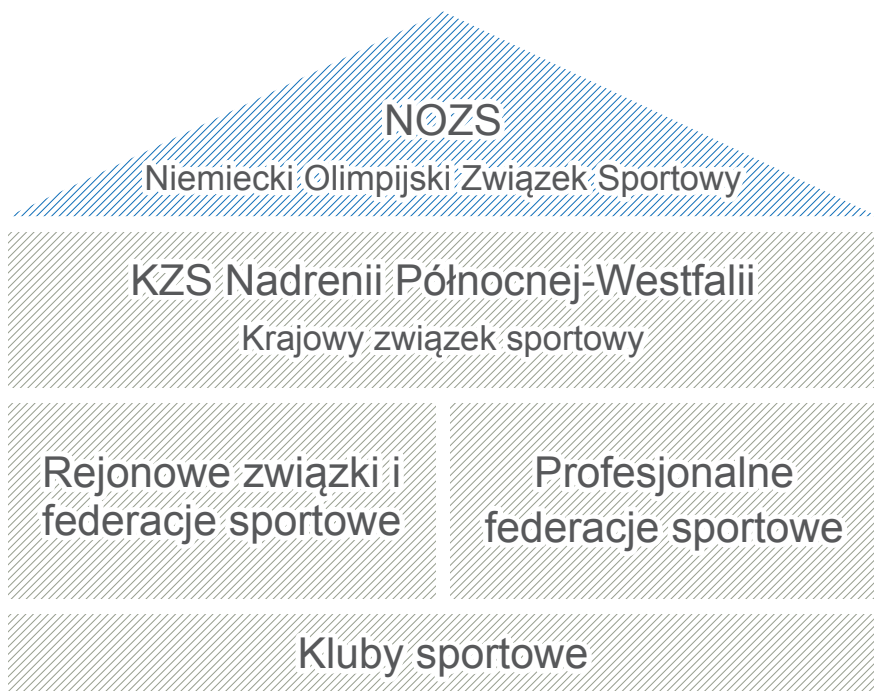 NOZS
Niemiecki Olimpijski Związek Sportowy
KZS Nadrenii Północnej-Westfalii
Krajowy związek sportowy
Rejonowe związki i
federacje sportowe
Profesjonalne
federacje sportowe
Kluby sportowe